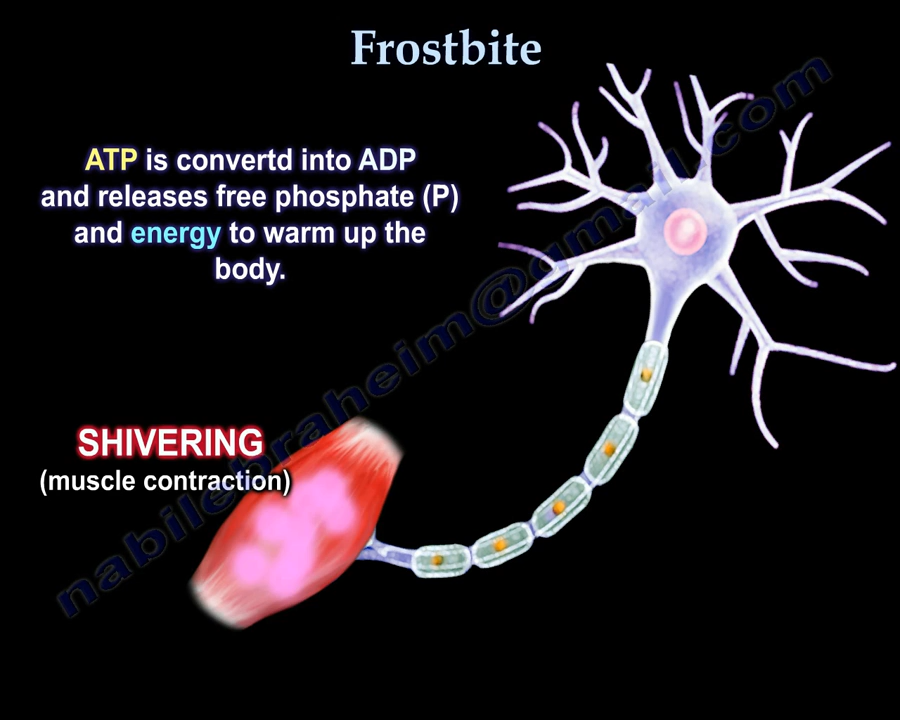 Frostbite
ATP is convertd into ADP
and releases free phosphate (P)
and energy to warm up the
body.
SHIVERING
(muscle contraction)
nabilebraheim@gmail.com